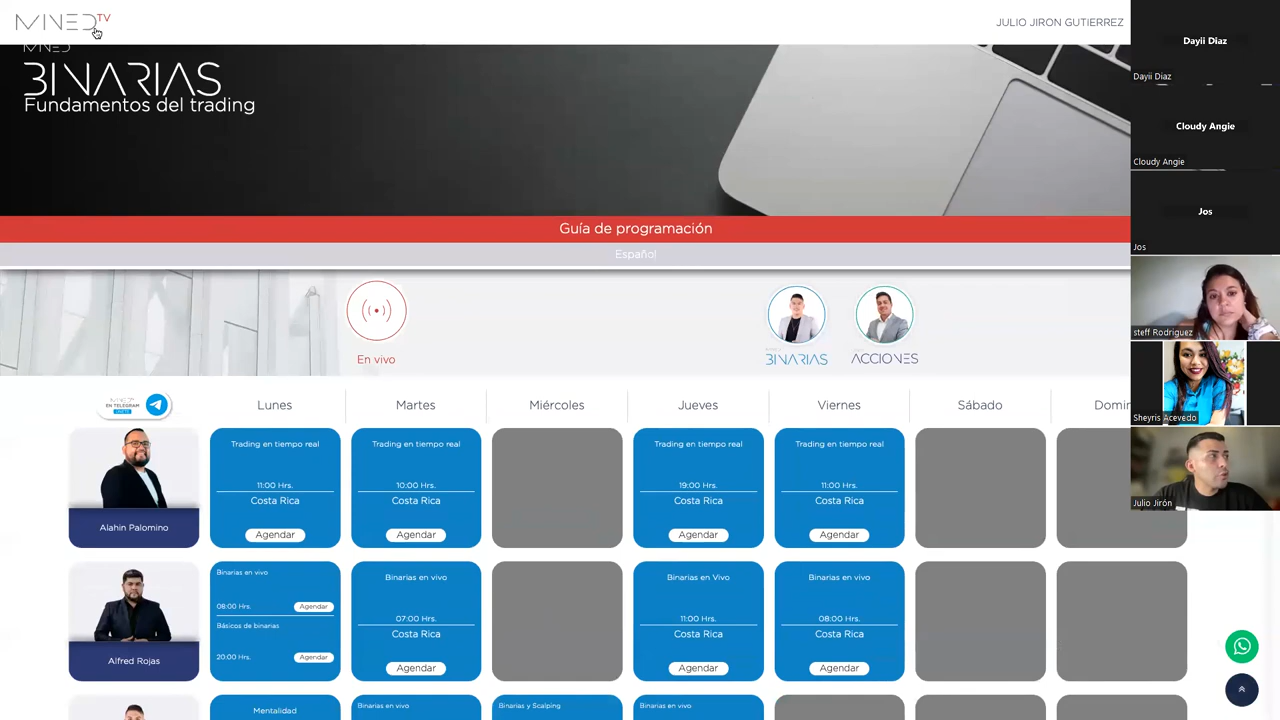 MINED TV
JULIO JIRON GUTIERREZ
MINED
BINARIAS
Fundamentos del trading
Guía de programación
Español
En vivo
BINARIAS
ACCIONES
EN TELEGRAM
Lunes
Martes
Miércoles
Jueves
Viernes
Sábado
Domin
Trading en tiempo real
11:00 Hrs.
Costa Rica
Agendar
Trading en tiempo real
10:00 Hrs.
Costa Rica
Agendar
Trading en tiempo real
19:00 Hrs.
Costa Rica
Agendar
Trading en tiempo real
11:00 Hrs.
Costa Rica
Agendar
Alahin Palomino
Binarias en vivo
08:00 Hrs. Agendar
Básicos de binarias
20:00 Hrs. Agendar
Binarias en vivo
07:00 Hrs.
Costa Rica
Agendar
Binarias en Vivo
11:00 Hrs.
Costa Rica
Agendar
Binarias en vivo
08:00 Hrs.
Costa Rica
Agendar
Alfred Rojas
Mentalidad
Binarias en vivo
Binarias y Scalping
Binarias en vivo
Dayii Diaz
Dayii Diaz
Cloudy Angie
Cloudy Angie
Jos
Jos
steff Rodriguez
Sheyris Acevedo
Julio Jirón